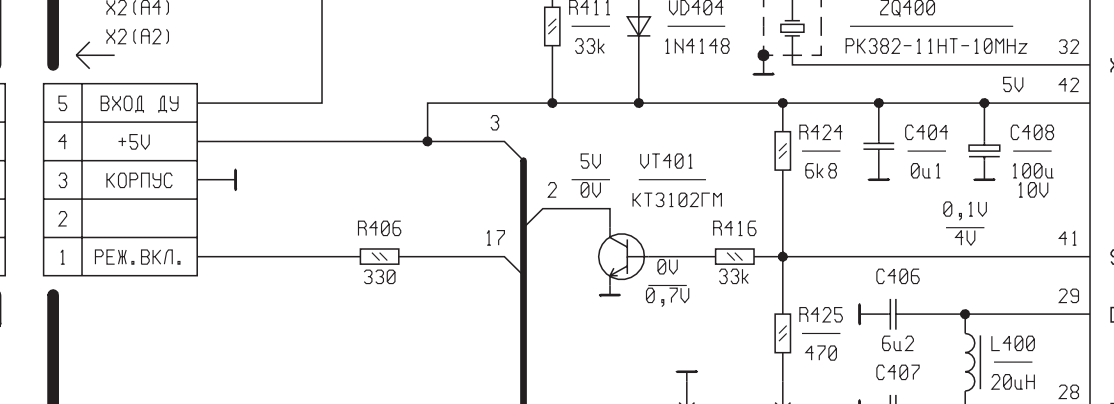 X2(A4)
X2(A2)
R411
33k
VD404
1N4148
ZQ400
РК382-11НТ-10MHz
32
5V
42
5 ВХОД ДУ
4 +5V
3 КОРПУС
2
1 РЕЖ.ВКЛ.
3
2
17
R406
330
5V
0V
VT401
КТ3102ГМ
R416
33k
0V
0,7V
R424
6k8
C404
0u1
C408
100u
10V
0,1V
4V
41
C406
6u2
29
R425
470
C407
L400
20uH
28